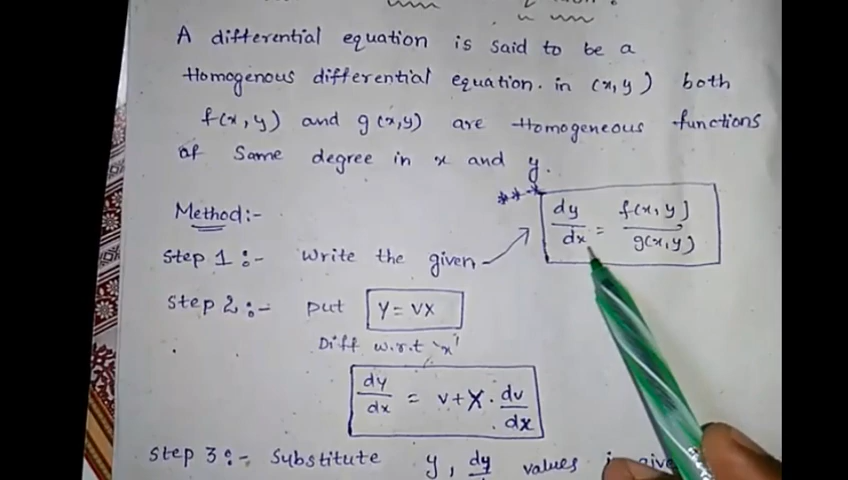 A differential equation is said to be a
Homogenous differential equation. in (x,y) both
f(x,y) and g(x,y) are Homogeneous functions
of Same degree in x and y.
Method:-
*** dy/dx = f(x,y)/g(x,y)
Step 1:- Write the given
Step 2:- Put Y = VX
Diff w.r.t 'x'
dy/dx = v+x.dv/dx
Step 3:- Substitute y, dy values